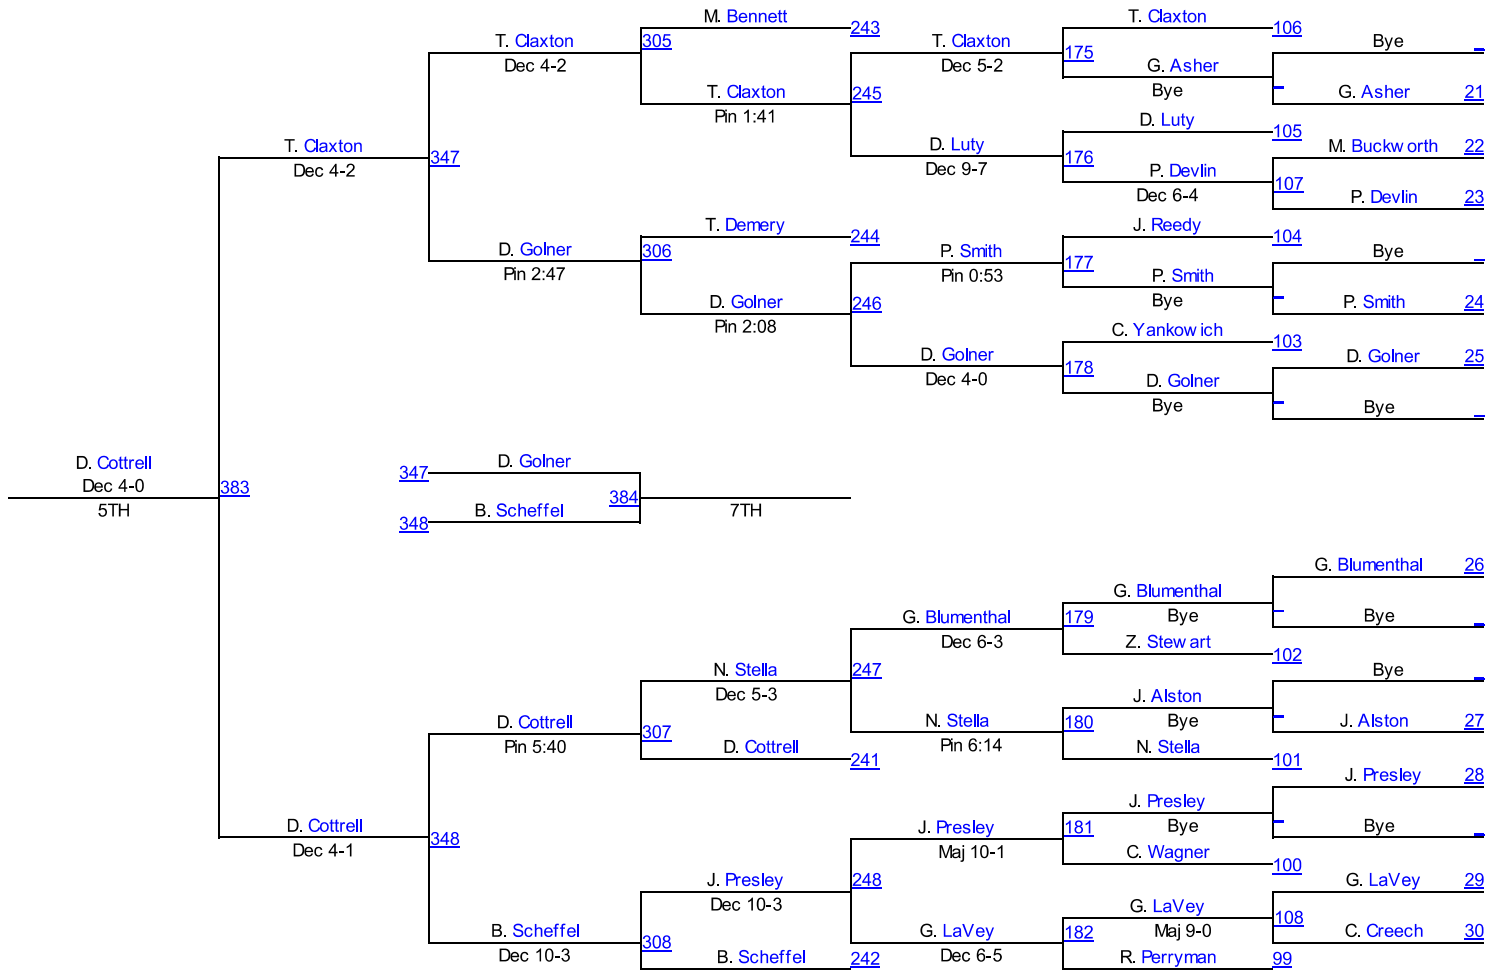 M. Bennett
243
T. Claxton
106
T. Claxton
Dec 4-2
305
T. Claxton
Dec 5-2
175
Bye
G. Asher
Bye
T. Claxton
Pin 1:41
245
G. Asher 21
T. Claxton
Dec 4-2
347
D. Luty
105
D. Luty
Dec 9-7
176
M. Buckworth 22
P. Devlin
Dec 6-4
107
P. Devlin 23
T. Demery
244
J. Reedy
104
D. Golner
Pin 2:47
306
P. Smith
Pin 0:53
177
Bye
P. Smith
Bye
D. Golner
Pin 2:08
246
P. Smith 24
C. Yankowich
103
D. Golner
Dec 4-0
178
D. Golner 25
D. Golner
Bye
Bye
D. Cottrell
Dec 4-0
5TH
383
347
D. Golner
384
348
B. Scheffel
7TH
G. Blumenthal 26
G. Blumenthal
Bye
G. Blumenthal
Dec 6-3
179
Bye
Z. Stewart
102
N. Stella
Dec 5-3
247
Bye
J. Alston
Bye
D. Cottrell
Pin 5:40
307
N. Stella
Pin 6:14
180
J. Alston 27
D. Cottrell
241
N. Stella
101
J. Presley 28
J. Presley
Bye
D. Cottrell
Dec 4-1
348
J. Presley
Maj 10-1
181
Bye
C. Wagner
100
J. Presley
Dec 10-3
248
G. LaVey 29
G. LaVey
Maj 9-0
108
B. Scheffel
Dec 10-3
308
G. LaVey
Dec 6-5
182
C. Creech 30
B. Scheffel
242
R. Perryman
99